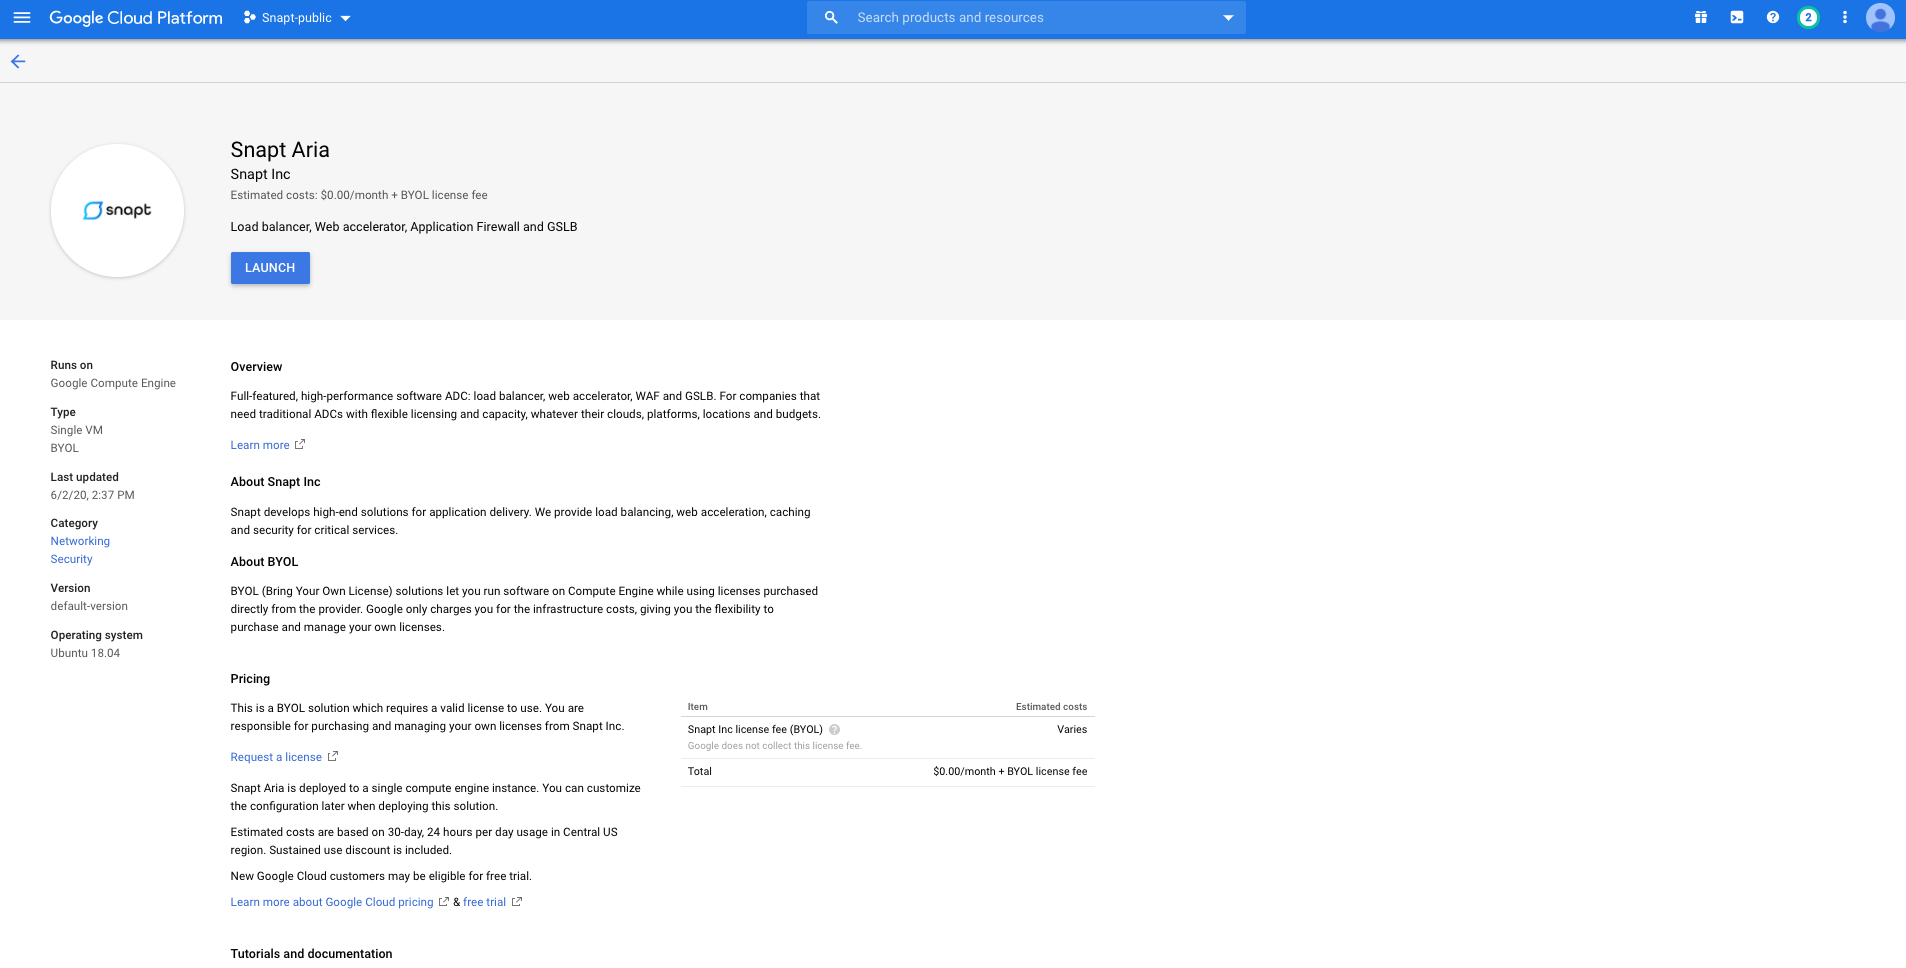 Google Cloud Platform
Snapt-public
Search products and resources
2
snapt
Snapt Aria
Snapt Inc
Estimated costs: $0.00/month + BYOL license fee
Load balancer, Web accelerator, Application Firewall and GSLB
LAUNCH
Runs on
Google Compute Engine
Type
Single VM
BYOL
Last updated
6/2/20, 2:37 PM
Category
Networking
Security
Version
default-version
Operating system
Ubuntu 18.04
Overview
Full-featured, high-performance software ADC: load balancer, web accelerator, WAF and GSLB. For companies that
need traditional ADCs with flexible licensing and capacity, whatever their clouds, platforms, locations and budgets.
Learn more
About Snapt Inc
Snapt develops high-end solutions for application delivery. We provide load balancing, web acceleration, caching
and security for critical services.
About BYOL
BYOL (Bring Your Own License) solutions let you run software on Compute Engine while using licenses purchased
directly from the provider. Google only charges you for the infrastructure costs, giving you the flexibility to
purchase and manage your own licenses.
Pricing
This is a BYOL solution which requires a valid license to use. You are
responsible for purchasing and managing your own licenses from Snapt Inc.
Request a license
Snapt Aria is deployed to a single compute engine instance. You can customize
the configuration later when deploying this solution.
Estimated costs are based on 30-day, 24 hours per day usage in Central US
region. Sustained use discount is included.
New Google Cloud customers may be eligible for free trial.
Learn more about Google Cloud pricing & free trial
Item Estimated costs
Snapt Inc license fee (BYOL) ? Varies
Google does not collect this license fee.
Total $0.00/month + BYOL license fee
Tutorials and documentation